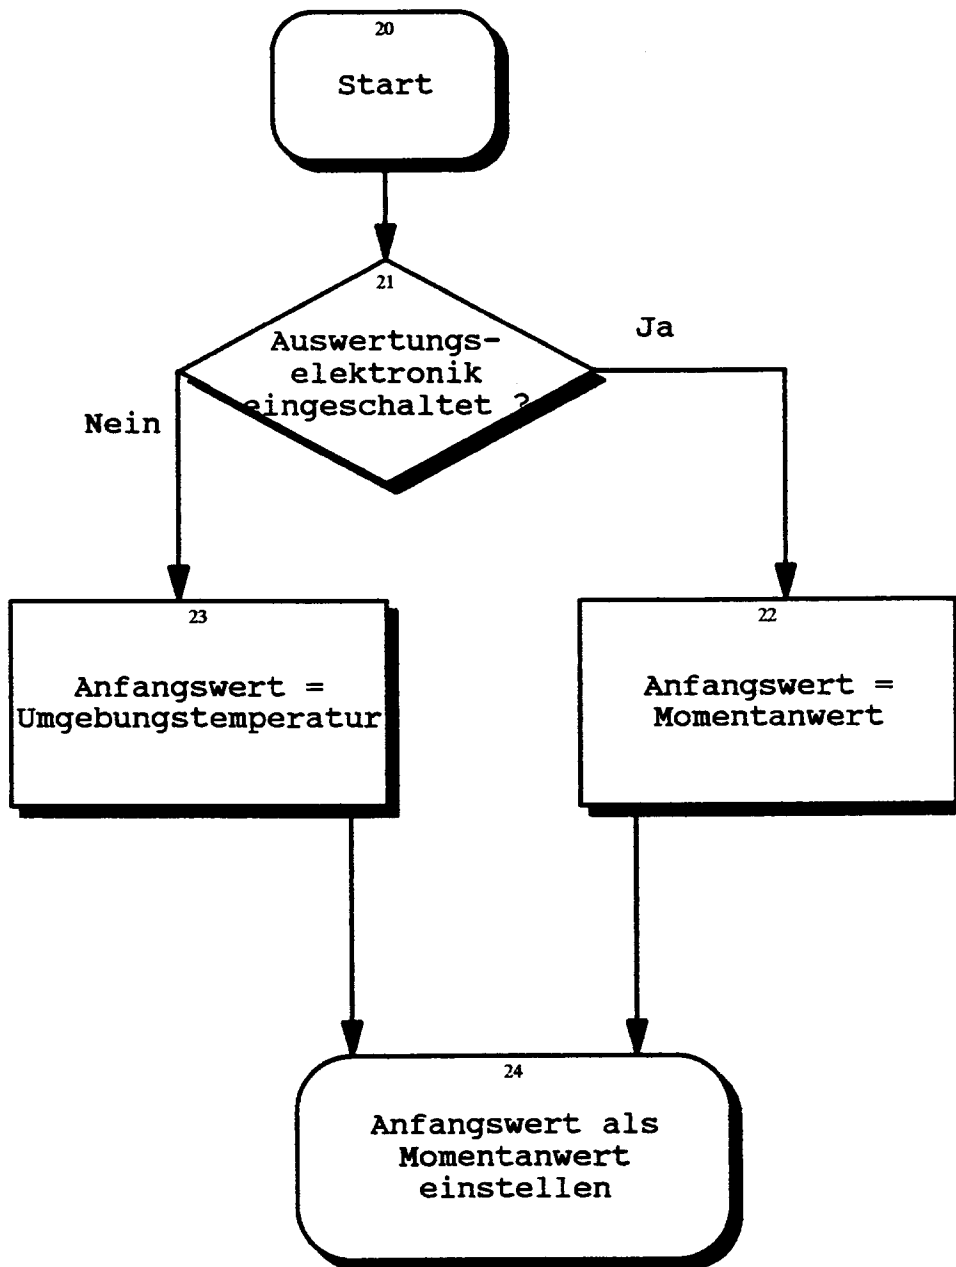 20
Start
21
Auswertungs-
elektronik
eingeschaltet ?
Ja
Nein
23
Anfangswert =
Umgebungstemperatur
22
Anfangswert =
Momentanwert
24
Anfangswert als
Momentanwert
einstellen